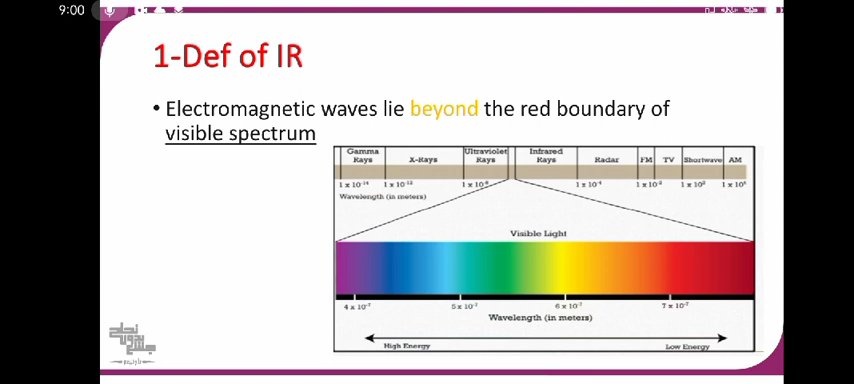 9:00
1-Def of IR
• Electromagnetic waves lie beyond the red boundary of
visible spectrum
Gamma Rays X-Rays Ultraviolet Rays Infrared Rays Radar FM TV Shortwave AM
1 x 10⁻¹⁴ 1 x 10⁻¹² 1 x 10⁻⁸ 1 x 10⁻⁴ 1 x 10² 1 x 10⁴
Wavelength (in meters)
Visible Light
4 x 10⁻⁷ 5 x 10⁻⁷ 6 x 10⁻⁷ 7 x 10⁻⁷
Wavelength (in meters)
High Energy Low Energy